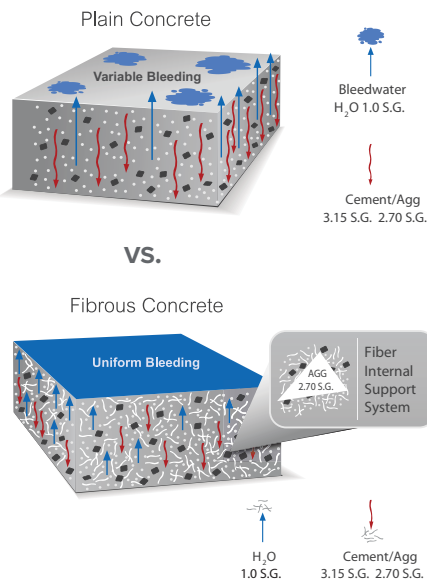 Plain Concrete
Variable Bleeding
Bleedwater
H₂O 1.0 S.G.
Cement/Agg
3.15 S.G. 2.70 S.G.
vs.
Fibrous Concrete
Uniform Bleeding
AGG
2.70 S.G.
Fiber
Internal
Support
System
H₂O
1.0 S.G.
Cement/Agg
3.15 S.G. 2.70 S.G.